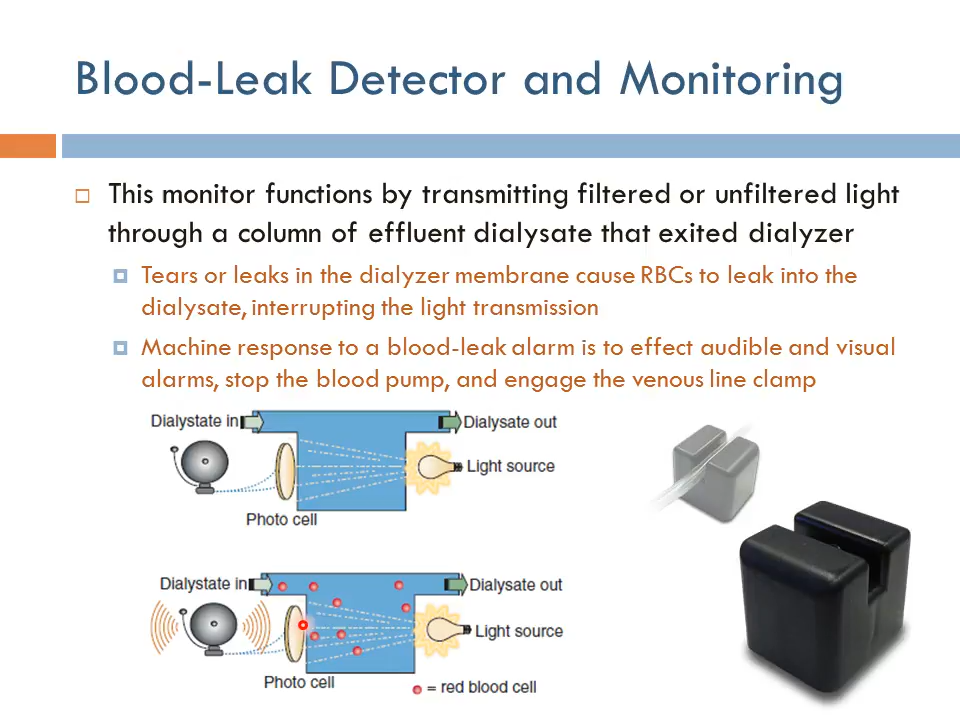 Blood-Leak Detector and Monitoring
This monitor functions by transmitting filtered or unfiltered light
through a column of effluent dialysate that exited dialyzer
Tears or leaks in the dialyzer membrane cause RBCs to leak into the
dialysate, interrupting the light transmission
Machine response to a blood-leak alarm is to effect audible and visual
alarms, stop the blood pump, and engage the venous line clamp
Dialystate in
Dialysate out
Light source
Photo cell
Dialystate in
Dialysate out
Light source
Photo cell
= red blood cell